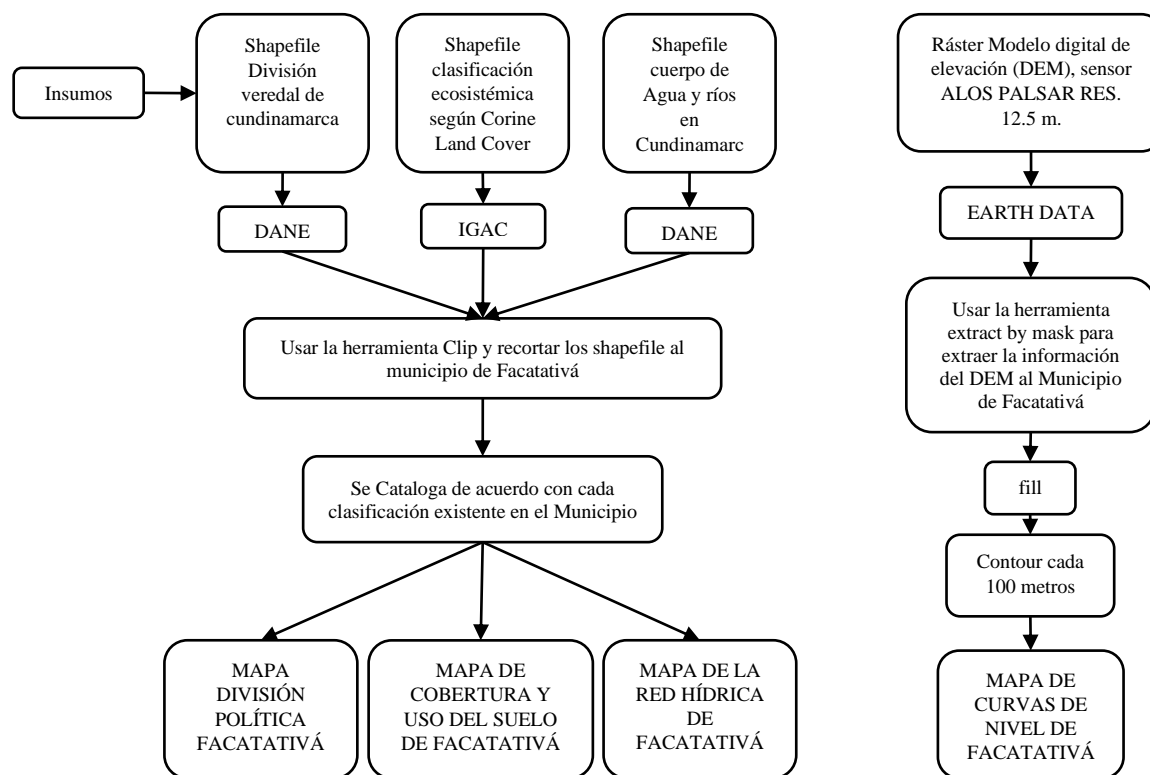 Insumos
Shapefile
División
veredal de
cundinamarca
Shapefile
clasificación
ecosistémica
según Corine
Land Cover
Shapefile
cuerpo de
Agua y ríos
en
Cundinamarc
DANE
IGAC
DANE
Usar la herramienta Clip y recortar los shapefile al
municipio de Facatativá
Se Cataloga de acuerdo con cada
clasificación existente en el Municipio
MAPA
DIVISIÓN
POLÍTICA
FACATATIVÁ
MAPA DE
COBERTURA Y
USO DEL SUELO
DE FACATATIVÁ
MAPA DE LA
RED HÍDRICA
DE
FACATATIVÁ
Ráster Modelo digital de
elevación (DEM), sensor
ALOS PALSAR RES.
12.5 m.
EARTH DATA
Usar la herramienta
extract by mask para
extraer la información
del DEM al Municipio
de Facatativá
fill
Contour cada
100 metros
MAPA DE
CURVAS DE
NIVEL DE
FACATATIVÁ